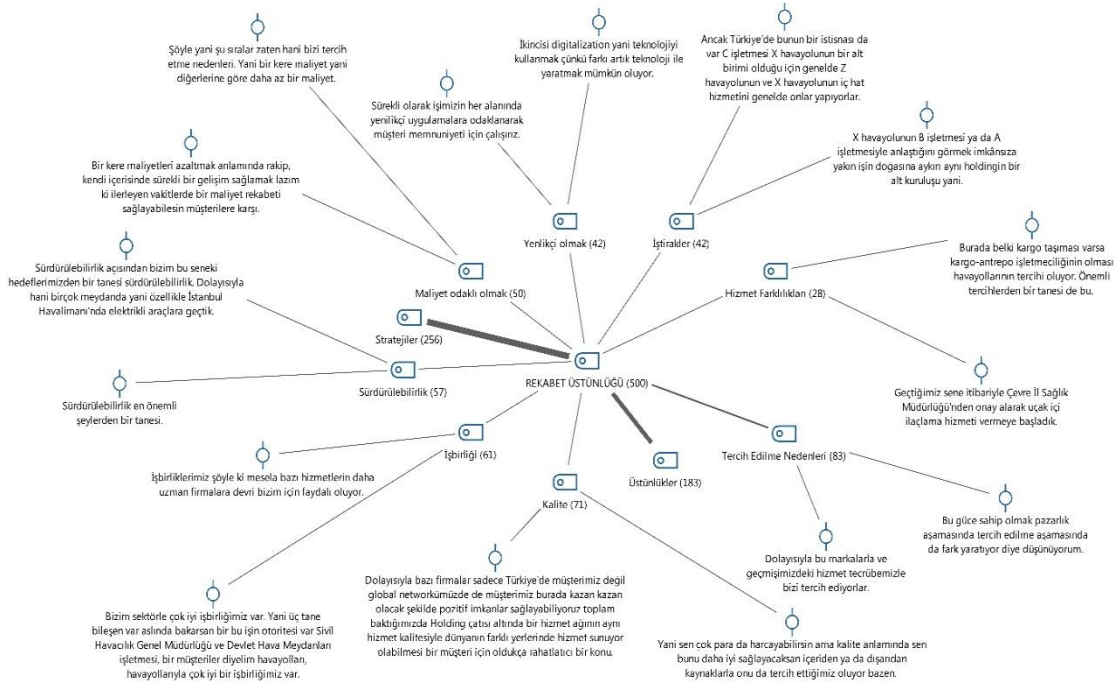 Şöyle yani şu sıralar zaten hani bizi tercih
etme nedenleri. Yani bir kere maliyet yani
diğerlerine göre daha az bir maliyet.
İkincisi digitalization yani teknolojiyi
kullanmak çünkü farkı artık teknoloji ile
yaratmak mümkün oluyor.
Ancak Türkiye'de bunun bir istisnası da
var C işletmesi X havayolunun bir alt
birimi olduğu için genelde Z
havayolunun ve X havayolunun iç hat
hizmetini genelde onlar yapıyorlar.
Sürekli olarak işimizin her alanında
yenilikçi uygulamalara odaklanarak
müşteri memnuniyeti için çalışırız.
X havayolunun B işletmesi ya da A
işletmesiyle anlaştığını görmek imkânsıza
yakın işin doğasına aykırı aynı holdingin bir
alt kuruluşu yani.
Bir kere maliyetleri azaltmak anlamında rakip,
kendi içerisinde sürekli bir gelişim sağlamak lazım
ki ilerleyen vakitlerde bir maliyet rekabeti
sağlayabilesin müşterilere karşı.
Yenlikçi olmak (42)
İştirakler (42)
Burada belki kargo taşıması varsa
kargo-antrepo işletmeciliğinin olması
havayollarının tercihi oluyor. Önemli
tercihlerden bir tanesi de bu.
Sürdürülebilirlik açısından bizim bu seneki
hedeflerimizden bir tanesi sürdürülebilirlik. Dolayısıyla
hani birçok meydanda yani özellikle İstanbul
Havalimanı'nda elektrikli araçlara geçtik.
Maliyet odaklı olmak (50)
Hizmet Farklılıkları (28)
Stratejiler (256)
REKABET ÜSTÜNLÜĞÜ (500)
Sürdürülebilirlik (57)
Sürdürülebilirlik en önemli
şeylerden bir tanesi.
Geçtiğimiz sene itibariyle Çevre İl Sağlık
Müdürlüğü'nden onay alarak uçak içi
ilaçlama hizmeti vermeye başladık.
İşbirliği (61)
Tercih Edilme Nedenleri (83)
İşbirliklerimiz şöyle ki mesela bazı hizmetlerin daha
uzman firmalara devri bizim için faydalı oluyor.
Üstünlükler (183)
Kalite (71)
Bu güce sahip olmak pazarlık
aşamasında tercih edilme aşamasında
da fark yaratıyor diye düşünüyorum.
Dolayısıyla bu markalarla ve
geçmişimizdeki hizmet tecrübemizle
bizi tercih ediyorlar.
Dolayısıyla bazı firmalar sadece Türkiye'de müşterimiz değil
global networkümüzde de müşterimiz burada kazan kazan
olacak şekilde pozitif imkanlar sağlayabiliyoruz toplam
baktığımızda Holding çatısı altında bir hizmet ağının aynı
hizmet kalitesiyle dünyanın farklı yerlerinde hizmet sunuyor
olabilmesi bir müşteri için oldukça rahatlatıcı bir konu.
Bizim sektörle çok iyi işbirliğimiz var. Yani üç tane
bileşen var aslında bakarsan bir bu işin otoritesi var Sivil
Havacılık Genel Müdürlüğü ve Devlet Hava Meydanları
işletmesi, bir müşteriler diyelim havayolları,
havayollarıyla çok iyi bir işbirliğimiz var.
Yani sen çok para da harcayabilirsin ama kalite anlamında sen
bunu daha iyi sağlayacaksan içeriden ya da dışarıdan
kaynaklarla onu da tercih ettiğimiz oluyor bazen.